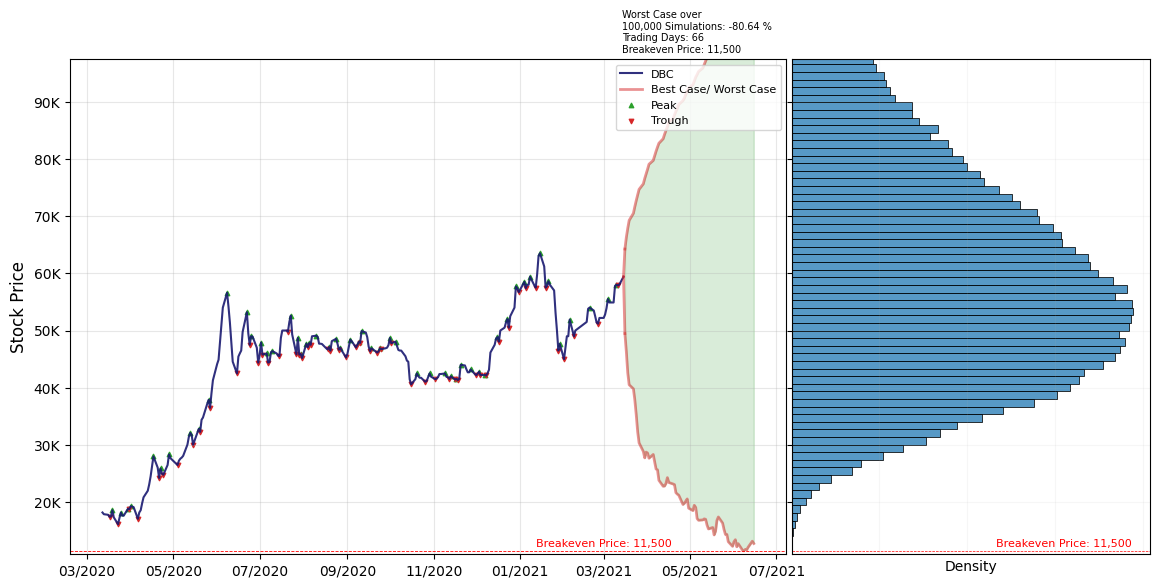 Worst Case over
100,000 Simulations: -80.64 %
Trading Days: 66
Breakeven Price: 11,500
DBC
Best Case/ Worst Case
Peak
Trough
Stock Price
90K
80K
70K
60K
50K
40K
30K
20K
Breakeven Price: 11,500
Breakeven Price: 11,500
03/2020 05/2020 07/2020 09/2020 11/2020 01/2021 03/2021 05/2021 07/2021
Density